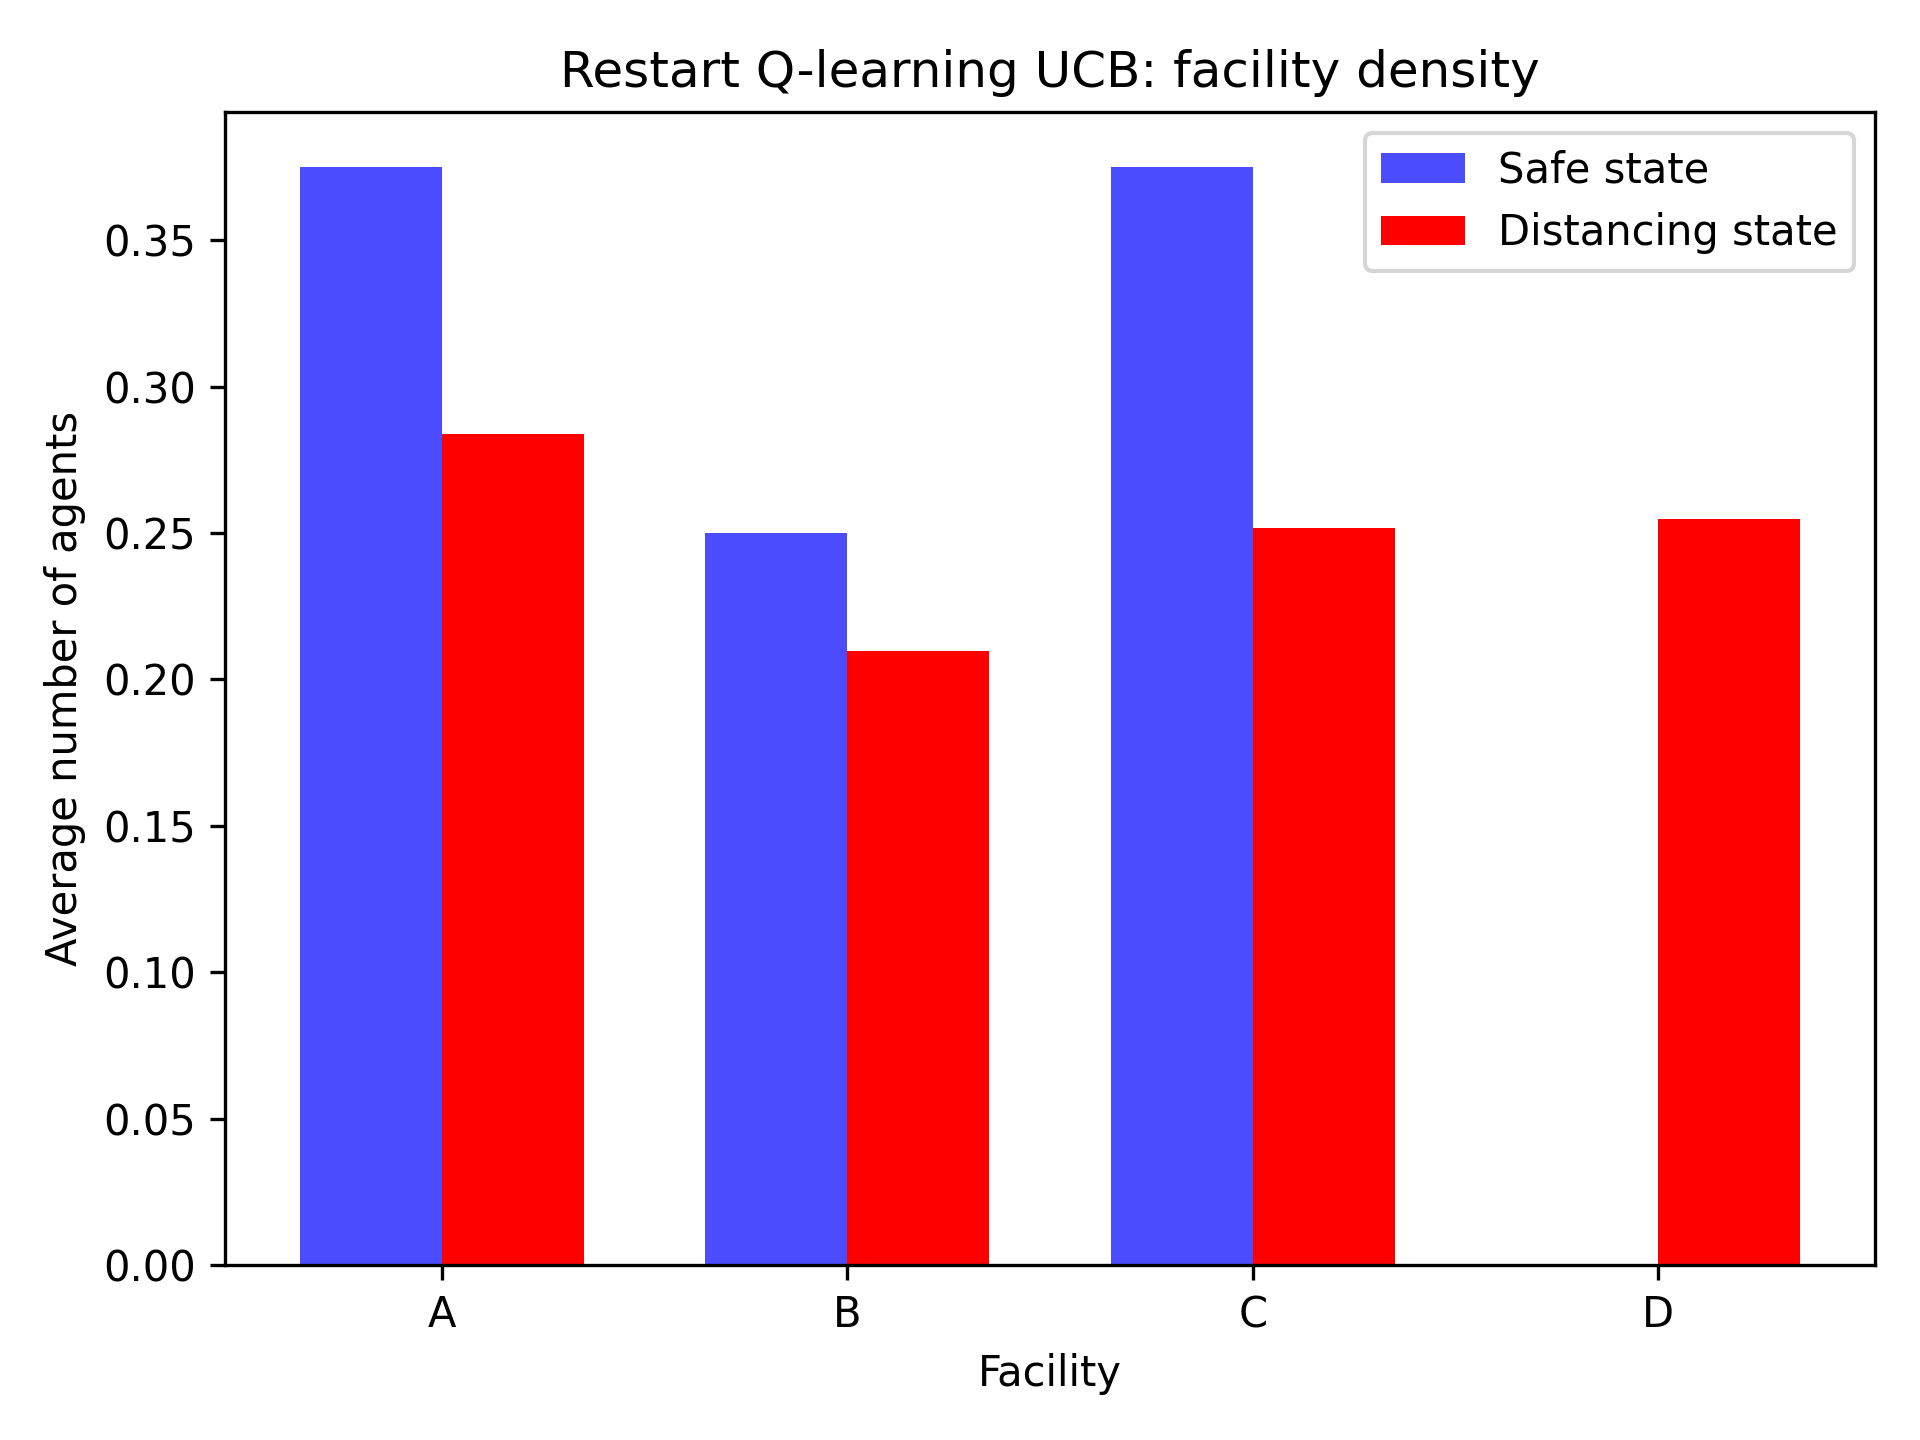 Restart Q-learning UCB: facility density
Safe state
Distancing state
Average number of agents
0.35
0.30
0.25
0.20
0.15
0.10
0.05
0.00
A
B
C
D
Facility